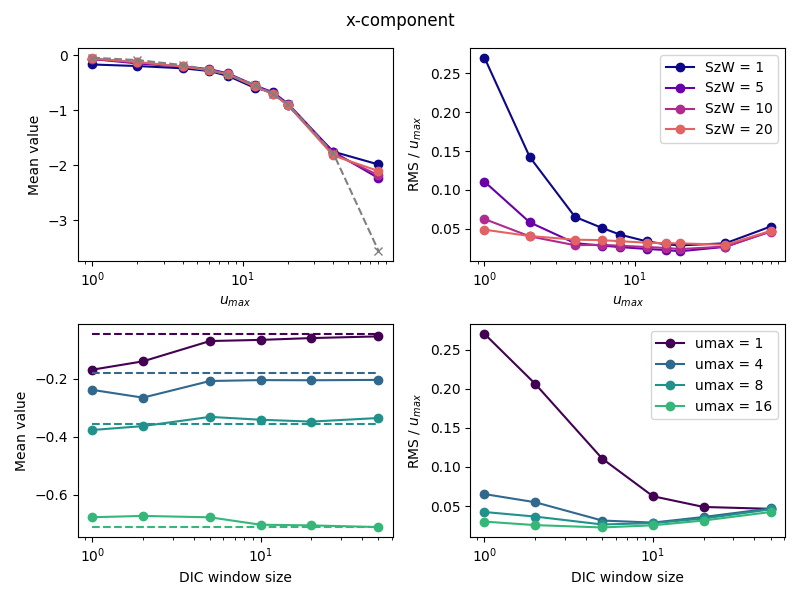 x-component
0
−1
−2
−3
Mean value
10⁰
10¹
u_max
0.25
0.20
0.15
0.10
0.05
RMS / u_max
SzW = 1
SzW = 5
SzW = 10
SzW = 20
10⁰
10¹
u_max
−0.2
−0.4
−0.6
Mean value
10⁰
10¹
DIC window size
0.25
0.20
0.15
0.10
0.05
RMS / u_max
umax = 1
umax = 4
umax = 8
umax = 16
10⁰
10¹
DIC window size